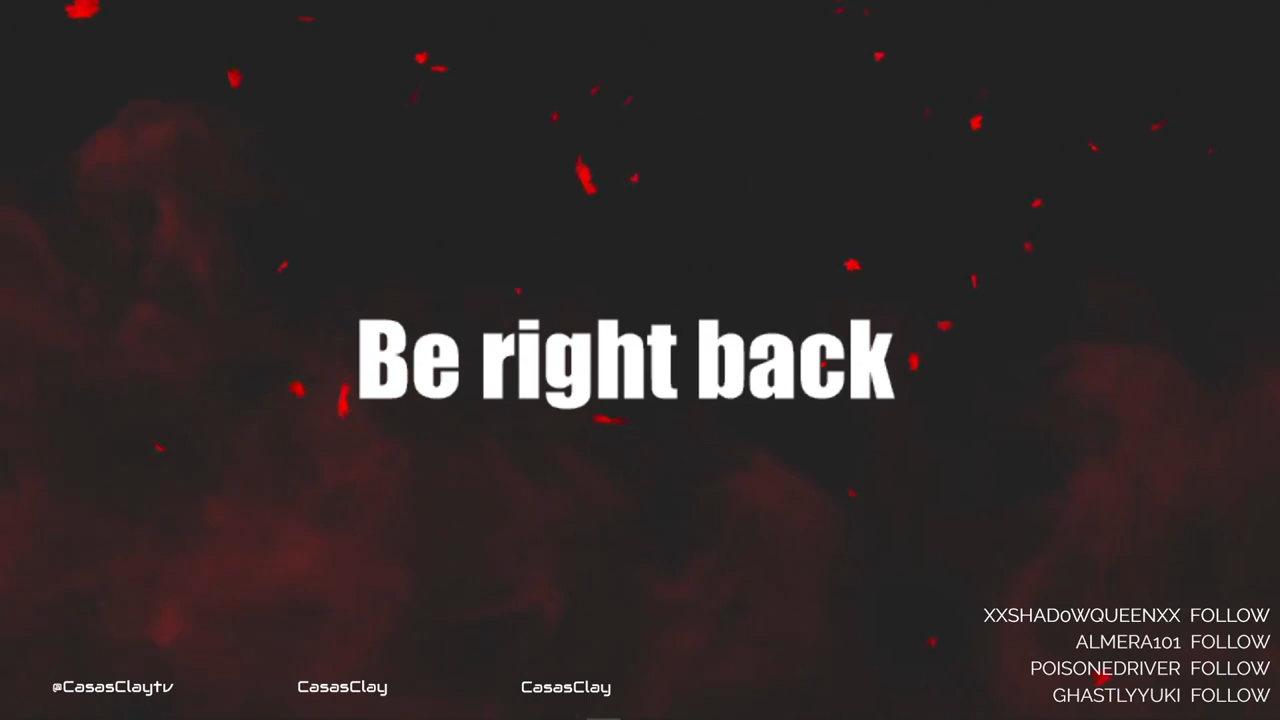 Be right back
XXSHAD0WQUEENXX FOLLOW
ALMERA101 FOLLOW
POISONEDRIVER FOLLOW
GHASTLYYUKI FOLLOW
@CasasClaytv CasasClay CasasClay